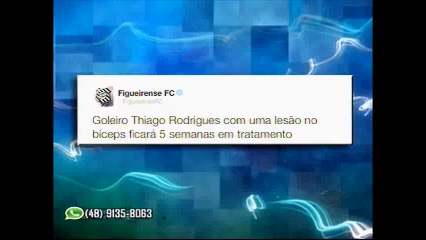 Figueirense FC
FigueirenseFC
Goleiro Thiago Rodrigues com uma lesão no
bíceps ficará 5 semanas em tratamento
(48) 9135-8063